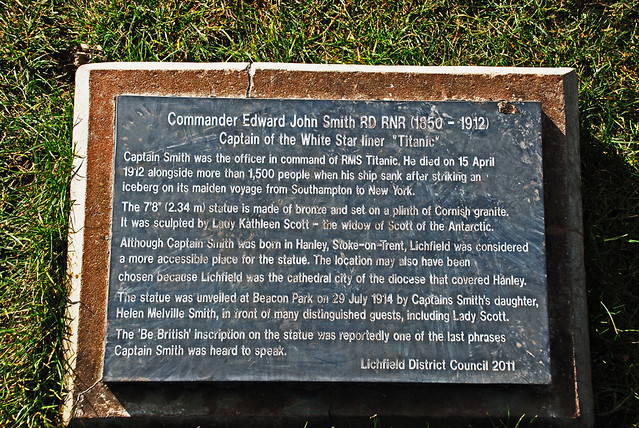 Commander Edward John Smith RD RNR (1850 - 1912)
Captain of the White Star liner "Titanic"
Captain Smith was the officer in command of RMS Titanic. He died on 15 April
1912 alongside more than 1,500 people when his ship sank after striking an
iceberg on its maiden voyage from Southampton to New York.
The 7'8" (2.34 m) statue is made of bronze and set on a plinth of Cornish granite.
It was sculpted by Lady Kathleen Scott - the widow of Scott of the Antarctic.
Although Captain Smith was born in Hanley, Stoke-on-Trent, Lichfield was considered
a more accessible place for the statue. The location may also have been
chosen because Lichfield was the cathedral city of the diocese that covered Hanley.
The statue was unveiled at Beacon Park on 29 July 1914 by Captains Smith's daughter,
Helen Melville Smith, in front of many distinguished guests, including Lady Scott.
The 'Be British' inscription on the statue was reportedly one of the last phrases
Captain Smith was heard to speak.
Lichfield District Council 2011